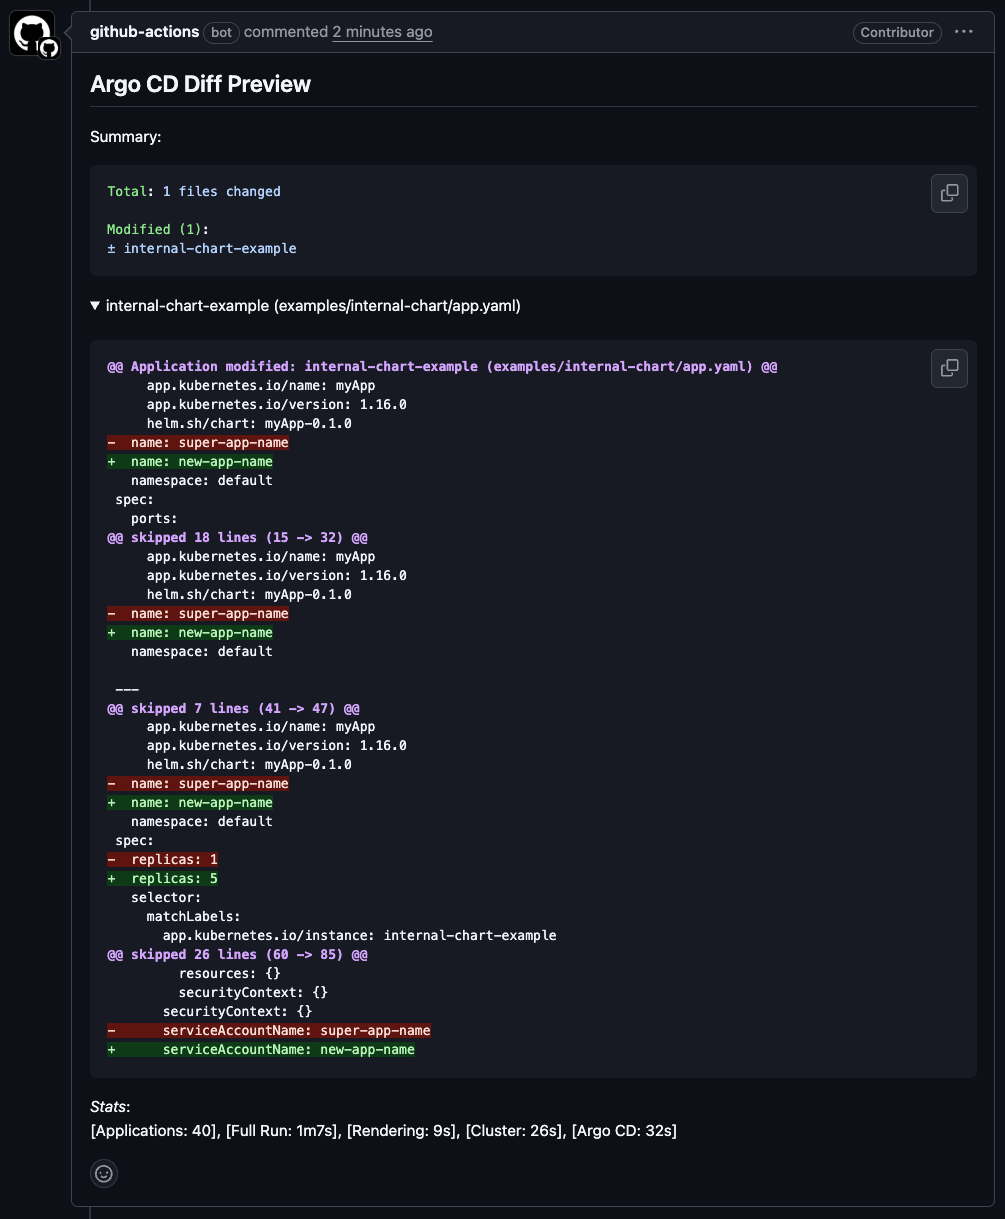 github-actions bot commented 2 minutes ago Contributor ...
Argo CD Diff Preview
Summary:
Total: 1 files changed
Modified (1):
± internal-chart-example
▼ internal-chart-example (examples/internal-chart/app.yaml)
@@ Application modified: internal-chart-example (examples/internal-chart/app.yaml) @@
     app.kubernetes.io/name: myApp
     app.kubernetes.io/version: 1.16.0
     helm.sh/chart: myApp-0.1.0
-  name: super-app-name
+  name: new-app-name
   namespace: default
 spec:
   ports:
@@ skipped 18 lines (15 -> 32) @@
     app.kubernetes.io/name: myApp
     app.kubernetes.io/version: 1.16.0
     helm.sh/chart: myApp-0.1.0
-  name: super-app-name
+  name: new-app-name
   namespace: default

 ---
@@ skipped 7 lines (41 -> 47) @@
     app.kubernetes.io/name: myApp
     app.kubernetes.io/version: 1.16.0
     helm.sh/chart: myApp-0.1.0
-  name: super-app-name
+  name: new-app-name
   namespace: default
 spec:
-  replicas: 1
+  replicas: 5
   selector:
     matchLabels:
       app.kubernetes.io/instance: internal-chart-example
@@ skipped 26 lines (60 -> 85) @@
         resources: {}
         securityContext: {}
       securityContext: {}
-      serviceAccountName: super-app-name
+      serviceAccountName: new-app-name
Stats:
[Applications: 40], [Full Run: 1m7s], [Rendering: 9s], [Cluster: 26s], [Argo CD: 32s]